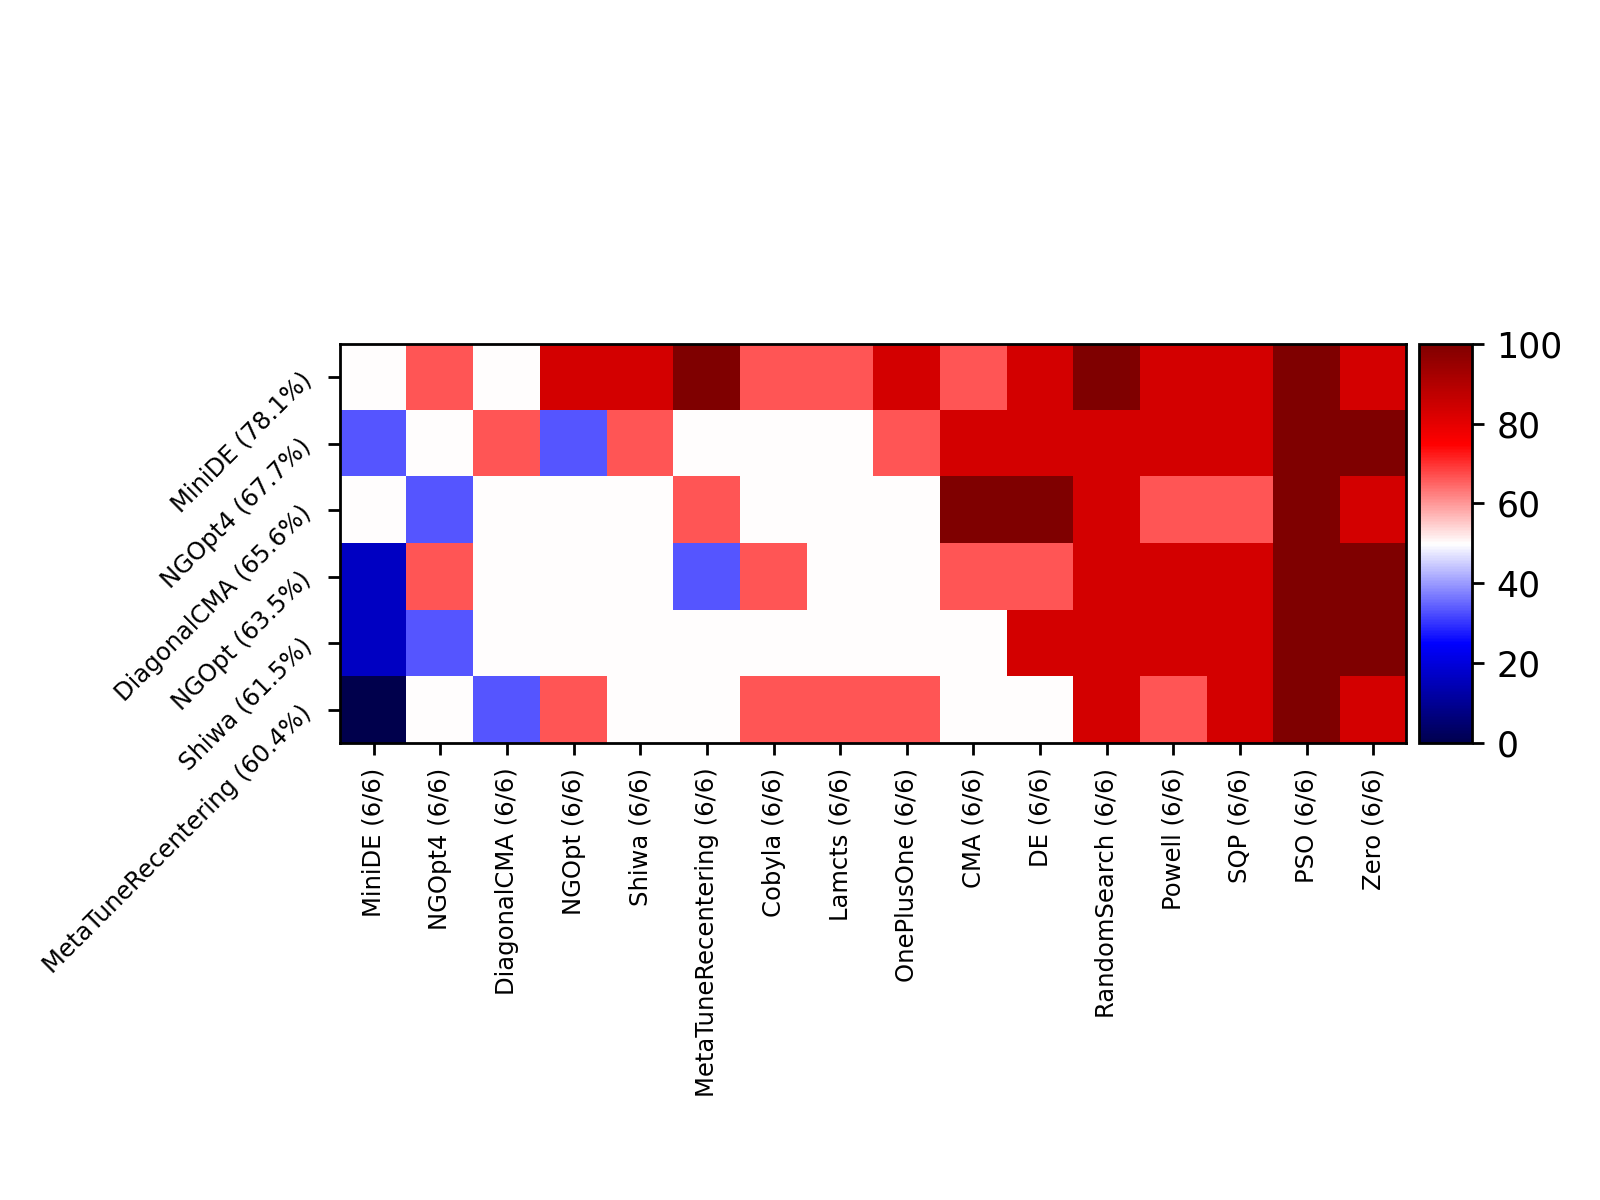 MiniDE (78.1%)
NGOpt4 (67.7%)
DiagonalCMA (65.6%)
NGOpt (63.5%)
Shiwa (61.5%)
MetaTuneRecentering (60.4%)
MiniDE (6/6)
NGOpt4 (6/6)
DiagonalCMA (6/6)
NGOpt (6/6)
Shiwa (6/6)
MetaTuneRecentering (6/6)
Cobyla (6/6)
Lamcts (6/6)
OnePlusOne (6/6)
CMA (6/6)
DE (6/6)
RandomSearch (6/6)
Powell (6/6)
SQP (6/6)
PSO (6/6)
Zero (6/6)
100
80
60
40
20
0